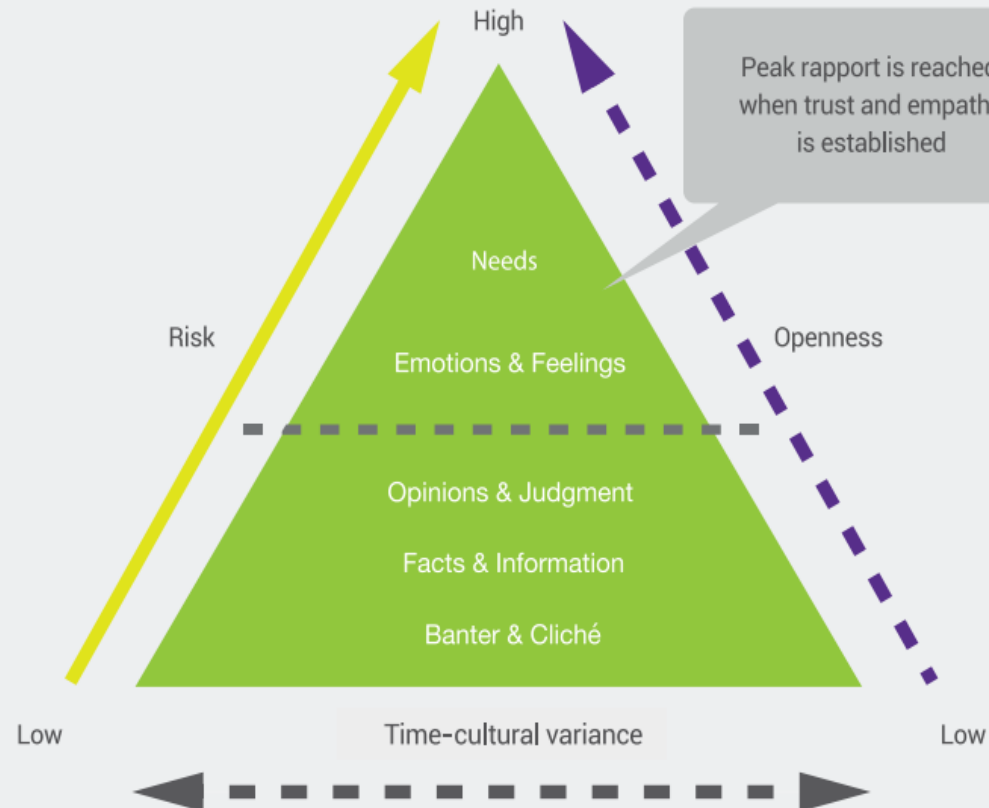 High
Peak rapport is reached
when trust and empath
is established
Needs
Risk
Openness
Emotions & Feelings
Opinions & Judgment
Facts & Information
Banter & Cliché
Low
Time-cultural variance
Low